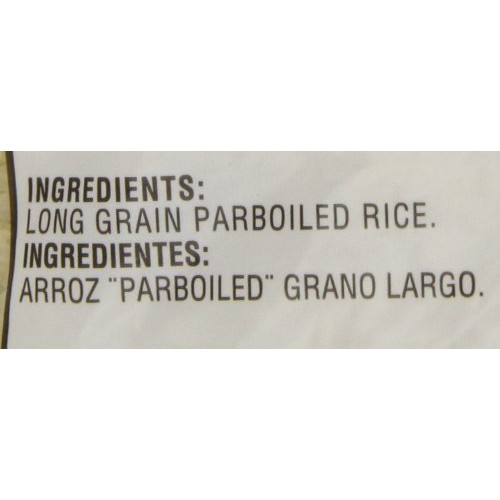 INGREDIENTS:
LONG GRAIN PARBOILED RICE.
INGREDIENTES:
ARROZ "PARBOILED" GRANO LARGO.